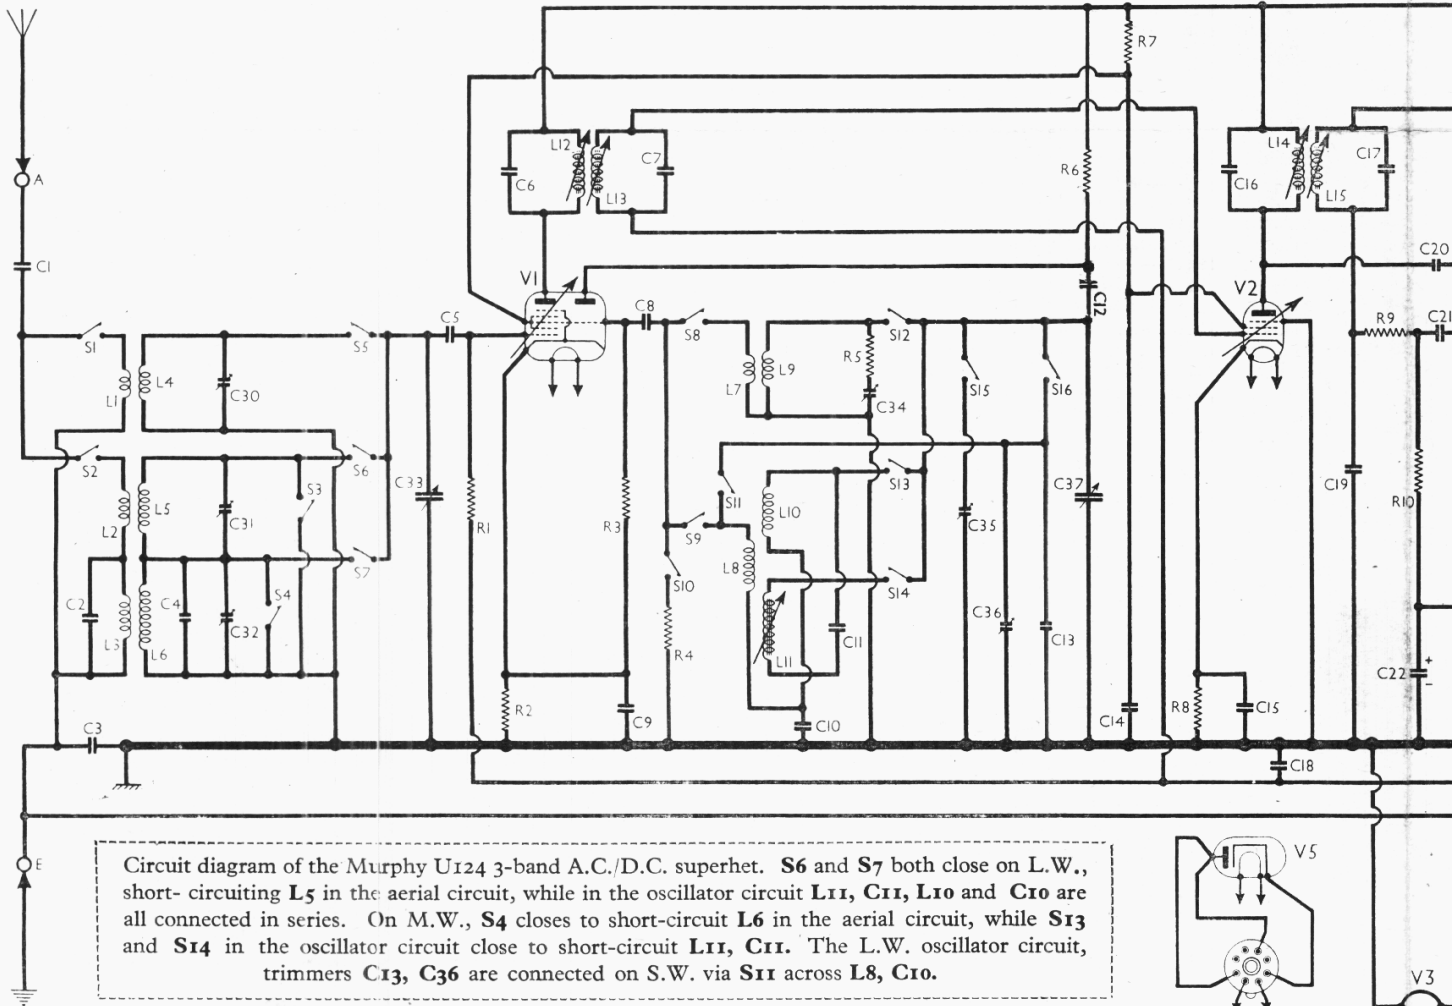 R7
L12
C6
C7
L13
R6
L14
C16
C17
L15
A
C1
V1
C12
V2
C20
C21
C5
C8
S1
S5
S8
S12
R9
L1
L4
C30
R5
L7
L9
C34
S15
S16
S2
S6
C33
S3
S13
L2
L5
C31
R1
R3
S11
L10
C35
C37
C19
R10
S9
S7
S10
L8
S14
C2
C4
S4
L3
L6
C32
R4
L11
C11
C36
C13
C22
+
–
R2
C9
C10
C14
R8
C15
C3
C18
E
Circuit diagram of the Murphy U124 3-band A.C./D.C. superhet. S6 and S7 both close on L.W.,
short- circuiting L5 in the aerial circuit, while in the oscillator circuit L11, C11, L10 and C10 are
all connected in series. On M.W., S4 closes to short-circuit L6 in the aerial circuit, while S13
and S14 in the oscillator circuit close to short-circuit L11, C11. The L.W. oscillator circuit,
trimmers C13, C36 are connected on S.W. via S11 across L8, C10.
V5
V3